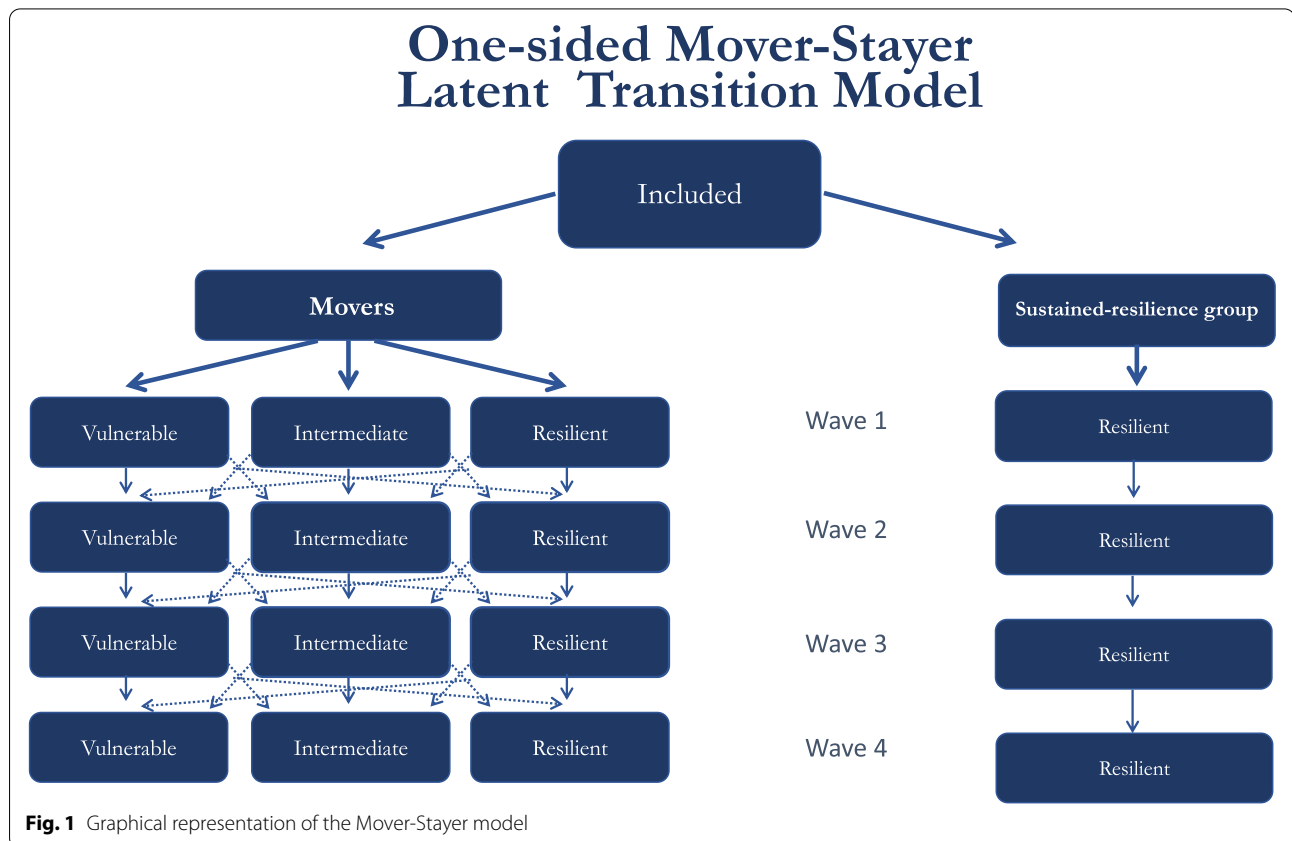 One-sided Mover-Stayer
Latent Transition Model
Included
Movers
Sustained-resilience group
Vulnerable
Intermediate
Resilient
Wave 1
Resilient
Vulnerable
Intermediate
Resilient
Wave 2
Resilient
Vulnerable
Intermediate
Resilient
Wave 3
Resilient
Vulnerable
Intermediate
Resilient
Wave 4
Resilient
Fig. 1 Graphical representation of the Mover-Stayer model